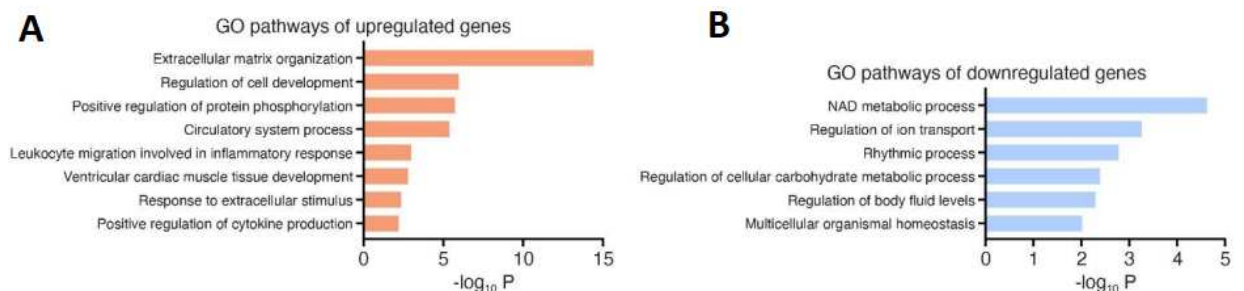 A
GO pathways of upregulated genes
Extracellular matrix organization
Regulation of cell development
Positive regulation of protein phosphorylation
Circulatory system process
Leukocyte migration involved in inflammatory response
Ventricular cardiac muscle tissue development
Response to extracellular stimulus
Positive regulation of cytokine production
0 5 10 15
-log10 P
B
GO pathways of downregulated genes
NAD metabolic process
Regulation of ion transport
Rhythmic process
Regulation of cellular carbohydrate metabolic process
Regulation of body fluid levels
Multicellular organismal homeostasis
0 1 2 3 4 5
-log10 P